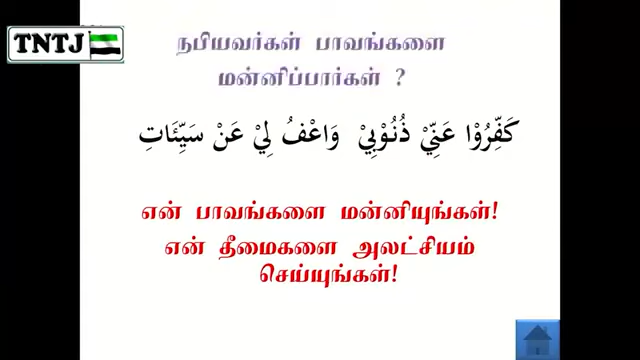 TNTJ
நபியவர்கள் பாவங்களை
மன்னிப்பார்கள் ?
كَفِّرُوْا عَنِّيْ ذُنُوْبِيْ وَاعْفُ لِيْ عَنْ سَيِّئَاتِ
என் பாவங்களை மன்னியுங்கள்!
என் தீமைகளை அலட்சியம்
செய்யுங்கள்!